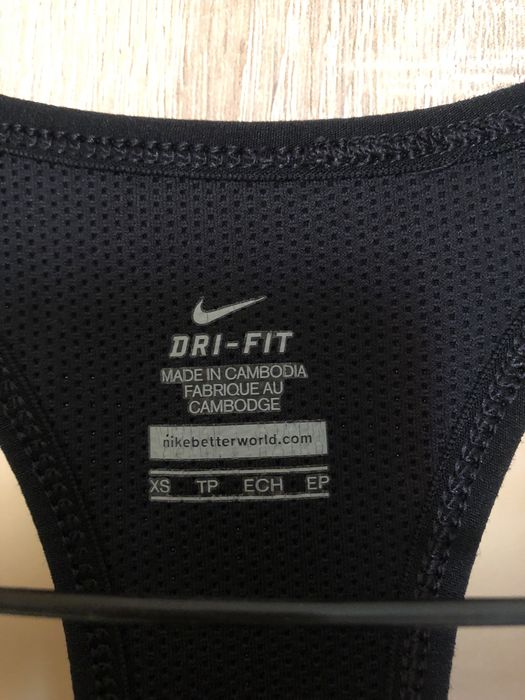 DRI-FIT
MADE IN CAMBODIA
FABRIQUE AU
CAMBODGE
nikebetterworld.com
XS TP ECH EP